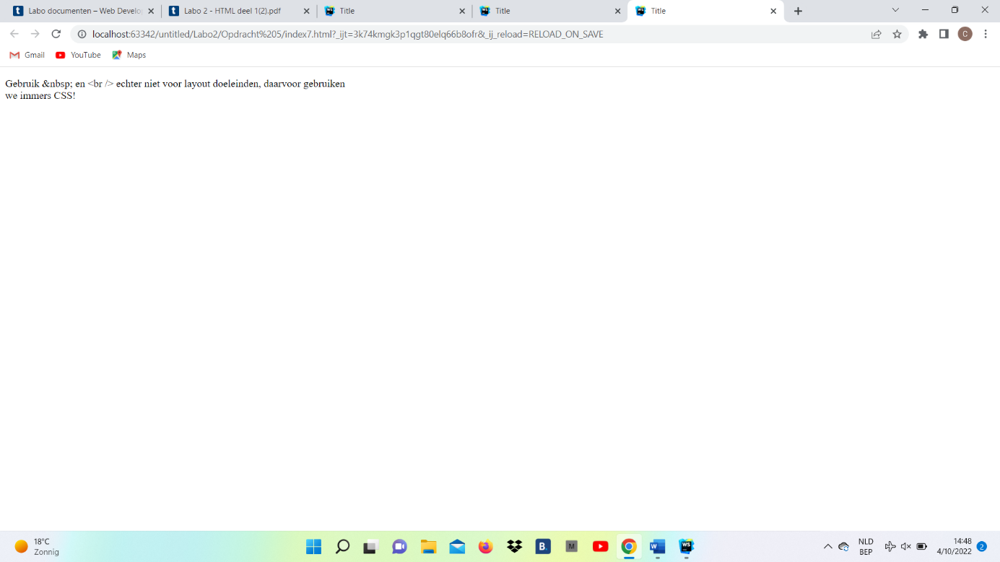 Labo documenten – Web Develo
Labo 2 - HTML deel 1(2).pdf
Title
Title
Title
localhost:63342/untitled/Labo2/Opdracht%205/index7.html?_ijt=3k74kmgk3p1qgt80elq66b8ofr&_ij_reload=RELOAD_ON_SAVE
C
Gmail
YouTube
Maps
Gebruik &nbsp; en <br /> echter niet voor layout doeleinden, daarvoor gebruiken
we immers CSS!
18°C
Zonnig
B.
M
W
WS
NLD
BEP
14:48
4/10/2022
2